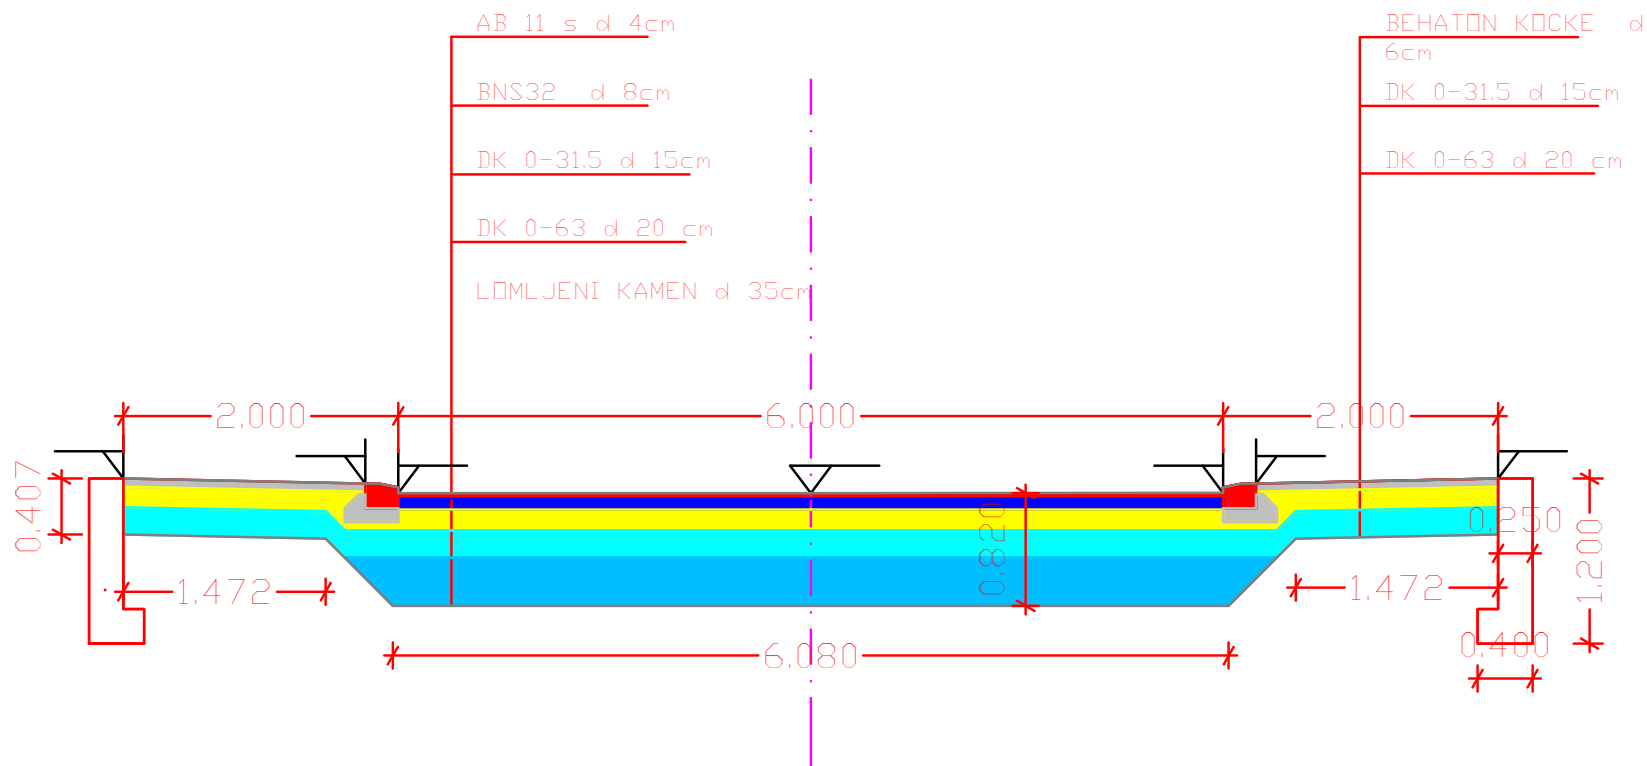 AB 11 s d 4cm
BNS32 d 8cm
DK 0-31.5 d 15cm
DK 0-63 d 20 cm
LOMLJENI KAMEN d 35cm
BEHATON KOCKE d
6cm
DK 0-31.5 d 15cm
DK 0-63 d 20 cm
2.000
6.000
2.000
0.407
0.820
0.250
1.200
1.472
1.472
0.400
6.080